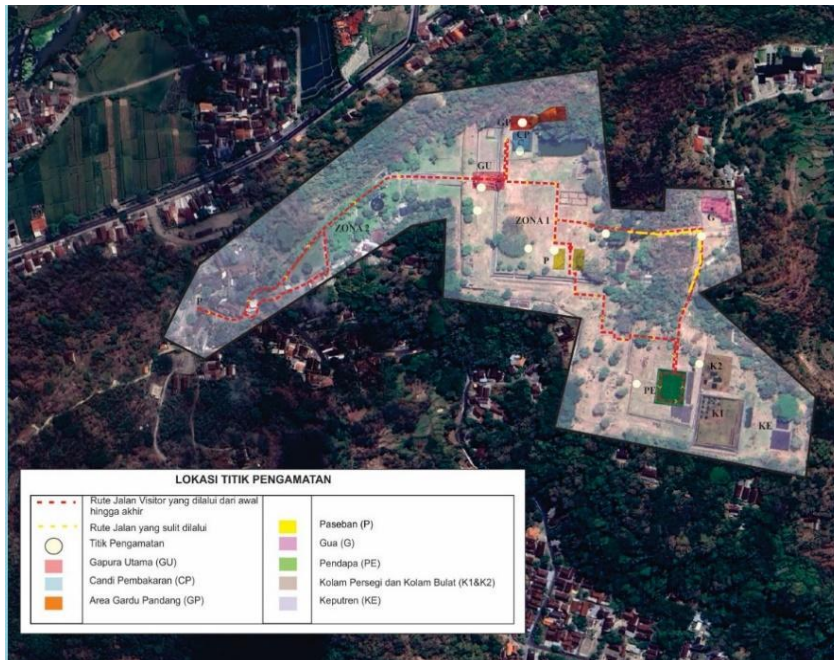 GP
CP
GU
ZONA 1
G
ZONA 2
P
P
K2
PE
K1
KE
LOKASI TITIK PENGAMATAN
Rute Jalan Visitor yang dilalui dari awal
hingga akhir
Rute Jalan yang sulit dilalui
Titik Pengamatan
Gapura Utama (GU)
Candi Pembakaran (CP)
Area Gardu Pandang (GP)
Paseban (P)
Gua (G)
Pendapa (PE)
Kolam Persegi dan Kolam Bulat (K1&K2)
Keputren (KE)